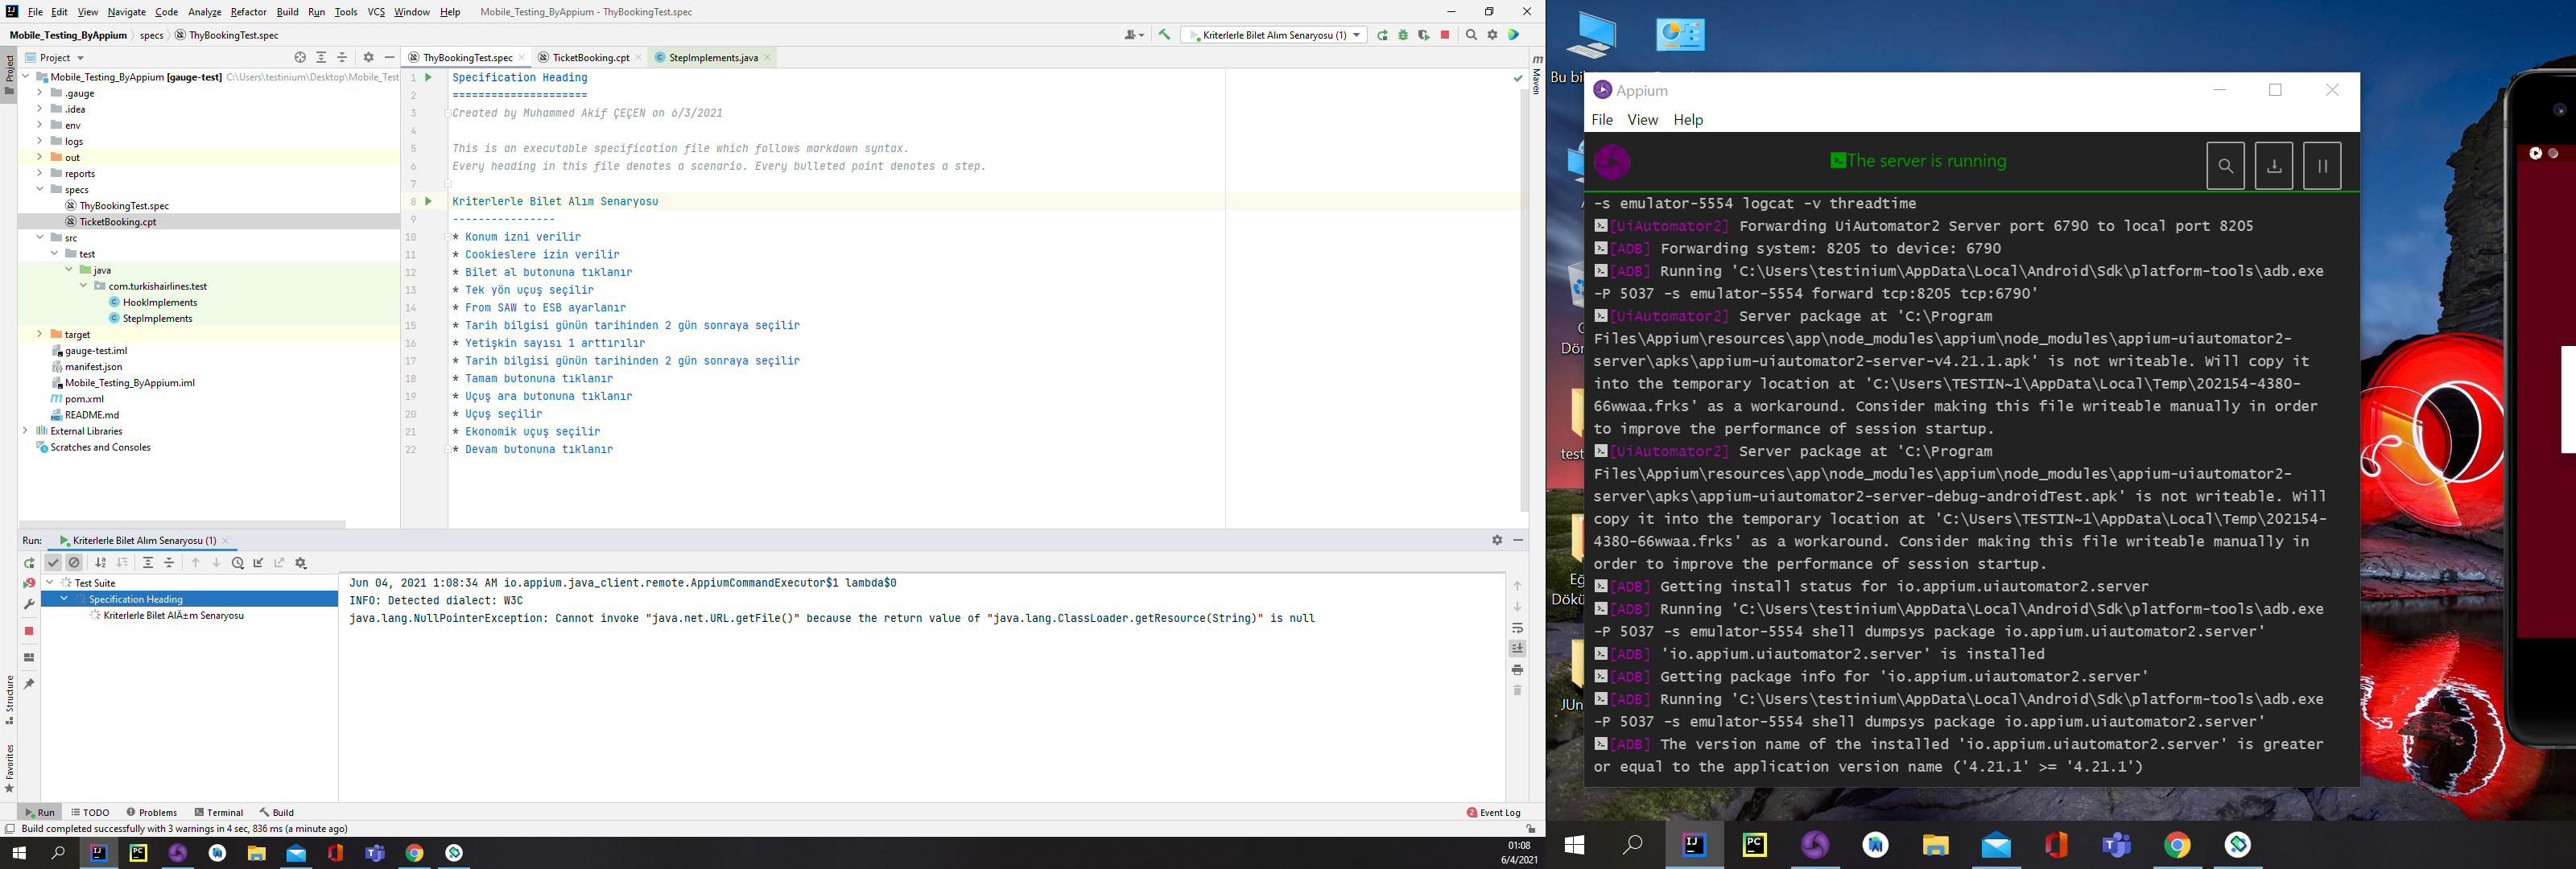 File Edit View Navigate Code Analyze Refactor Build Run Tools VCS Window Help Mobile_Testing_ByAppium - ThyBookingTest.spec
Mobile_Testing_ByAppium specs ThyBookingTest.spec
Kriterlerle Bilet Alım Senaryosu (1)
Project
Project
ThyBookingTest.spec
TicketBooking.cpt
StepImplements.java
Maven
Mobile_Testing_ByAppium [gauge-test] C:\Users\testinium\Desktop\Mobile_Test
.gauge
.idea
env
logs
out
reports
specs
ThyBookingTest.spec
TicketBooking.cpt
src
test
java
com.turkishairlines.test
HookImplements
StepImplements
target
gauge-test.iml
manifest.json
Mobile_Testing_ByAppium.iml
pom.xml
README.md
External Libraries
Scratches and Consoles
1 Specification Heading
2 =====================
3 Created by Muhammed Akif ÇEÇEN on 6/3/2021
4
5 This is an executable specification file which follows markdown syntax.
6 Every heading in this file denotes a scenario. Every bulleted point denotes a step.
7
8 Kriterlerle Bilet Alım Senaryosu
9 ----------------
10 * Konum izni verilir
11 * Cookieslere izin verilir
12 * Bilet al butonuna tıklanır
13 * Tek yön uçuş seçilir
14 * From SAW to ESB ayarlanır
15 * Tarih bilgisi günün tarihinden 2 gün sonraya seçilir
16 * Yetişkin sayısı 1 arttırılır
17 * Tarih bilgisi günün tarihinden 2 gün sonraya seçilir
18 * Tamam butonuna tıklanır
19 * Uçuş ara butonuna tıklanır
20 * Uçuş seçilir
21 * Ekonomik uçuş seçilir
22 * Devam butonuna tıklanır
Run: Kriterlerle Bilet Alım Senaryosu (1)
Test Suite
Specification Heading
Kriterlerle Bilet AlÄ±m Senaryosu
Jun 04, 2021 1:08:34 AM io.appium.java_client.remote.AppiumCommandExecutor$1 lambda$0
INFO: Detected dialect: W3C
java.lang.NullPointerException: Cannot invoke "java.net.URL.getFile()" because the return value of "java.lang.ClassLoader.getResource(String)" is null
Structure
Favorites
Run TODO Problems Terminal Build
2 Event Log
Build completed successfully with 3 warnings in 4 sec, 836 ms (a minute ago)
01:08
6/4/2021
Bu bi
Appium
File View Help
The server is running
-s emulator-5554 logcat -v threadtime
[UiAutomator2] Forwarding UiAutomator2 Server port 6790 to local port 8205
[ADB] Forwarding system: 8205 to device: 6790
[ADB] Running 'C:\Users\testinium\AppData\Local\Android\Sdk\platform-tools\adb.exe
-P 5037 -s emulator-5554 forward tcp:8205 tcp:6790'
[UiAutomator2] Server package at 'C:\Program
Files\Appium\resources\app\node_modules\appium\node_modules\appium-uiautomator2-
server\apks\appium-uiautomator2-server-v4.21.1.apk' is not writeable. Will copy it
into the temporary location at 'C:\Users\TESTIN~1\AppData\Local\Temp\202154-4380-
66wwaa.frks' as a workaround. Consider making this file writeable manually in order
to improve the performance of session startup.
[UiAutomator2] Server package at 'C:\Program
Files\Appium\resources\app\node_modules\appium\node_modules\appium-uiautomator2-
server\apks\appium-uiautomator2-server-debug-androidTest.apk' is not writeable. Will
copy it into the temporary location at 'C:\Users\TESTIN~1\AppData\Local\Temp\202154-
4380-66wwaa.frks' as a workaround. Consider making this file writeable manually in
order to improve the performance of session startup.
[ADB] Getting install status for io.appium.uiautomator2.server
[ADB] Running 'C:\Users\testinium\AppData\Local\Android\Sdk\platform-tools\adb.exe
-P 5037 -s emulator-5554 shell dumpsys package io.appium.uiautomator2.server'
[ADB] 'io.appium.uiautomator2.server' is installed
[ADB] Getting package info for 'io.appium.uiautomator2.server'
[ADB] Running 'C:\Users\testinium\AppData\Local\Android\Sdk\platform-tools\adb.exe
-P 5037 -s emulator-5554 shell dumpsys package io.appium.uiautomator2.server'
[ADB] The version name of the installed 'io.appium.uiautomator2.server' is greater
or equal to the application version name ('4.21.1' >= '4.21.1')
Dör
test
Eğ
Dökü
JUn